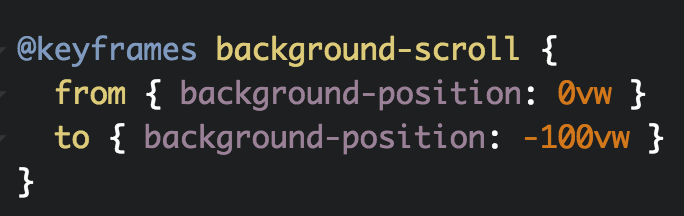 @keyframes background-scroll {
  from { background-position: 0vw }
  to { background-position: -100vw }
}